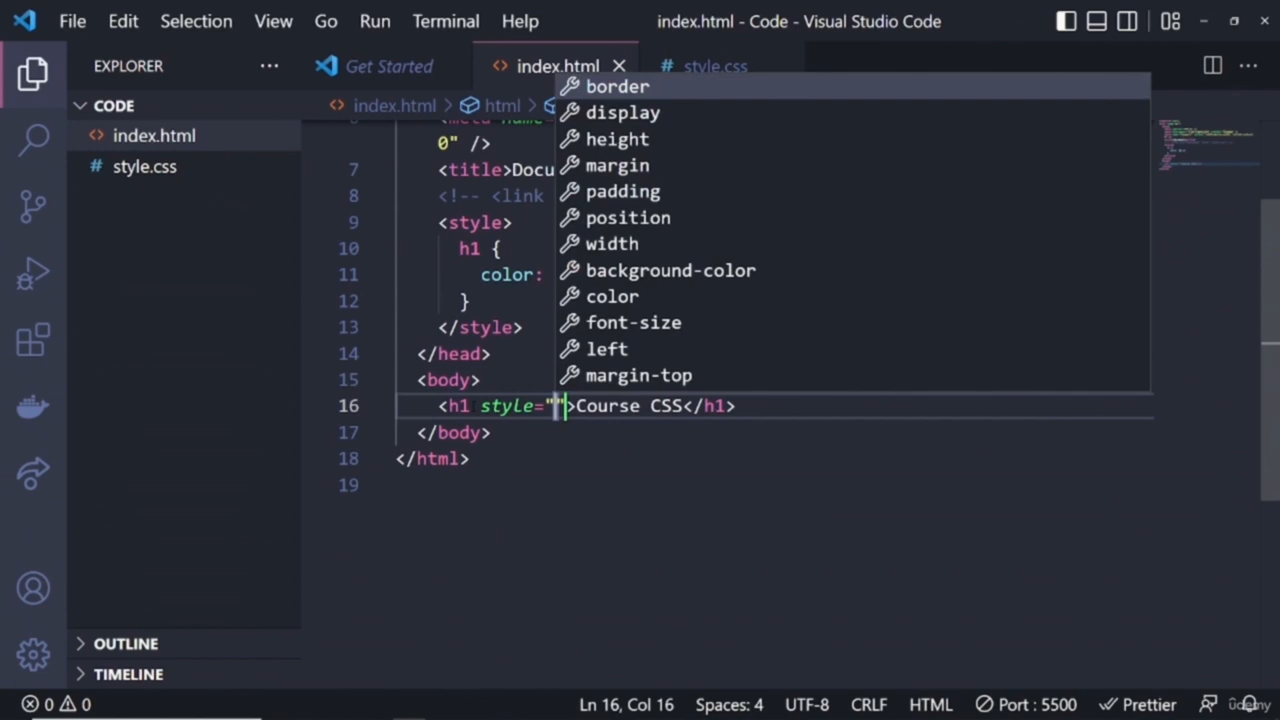 File Edit Selection View Go Run Terminal Help index.html - Code - Visual Studio Code
EXPLORER
Get Started
index.html
# style.css
CODE
index.html
# style.css
index.html > html >
border
display
height
margin
padding
position
width
background-color
color
font-size
left
margin-top
0" />
7 <title>Docu
8 <!-- <link
9 <style>
10 h1 {
11 color:
12 }
13 </style>
14 </head>
15 <body>
16 <h1 style="">Course CSS</h1>
17 </body>
18 </html>
19
OUTLINE
TIMELINE
0 0 Ln 16, Col 16 Spaces: 4 UTF-8 CRLF HTML Port : 5500 Prettier
udemy